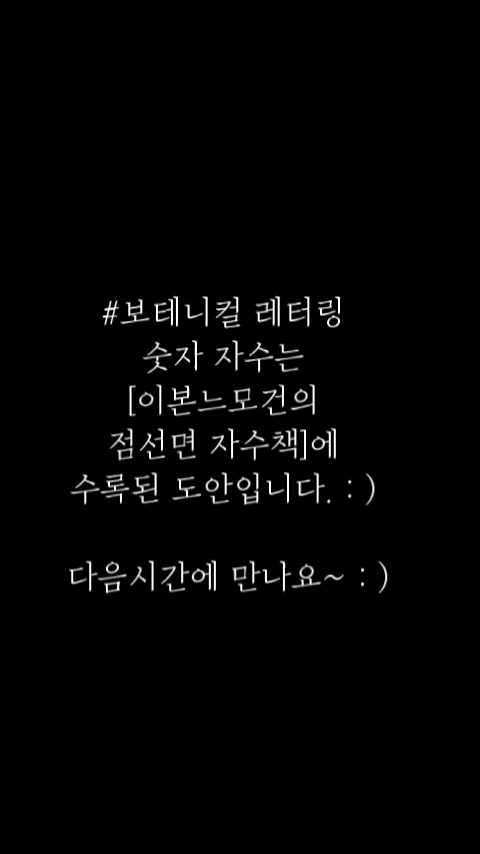 #보테니컬 레터링
숫자 자수는
[이본느모건의
점선면 자수책]에
수록된 도안입니다. : )
다음시간에 만나요~ : )